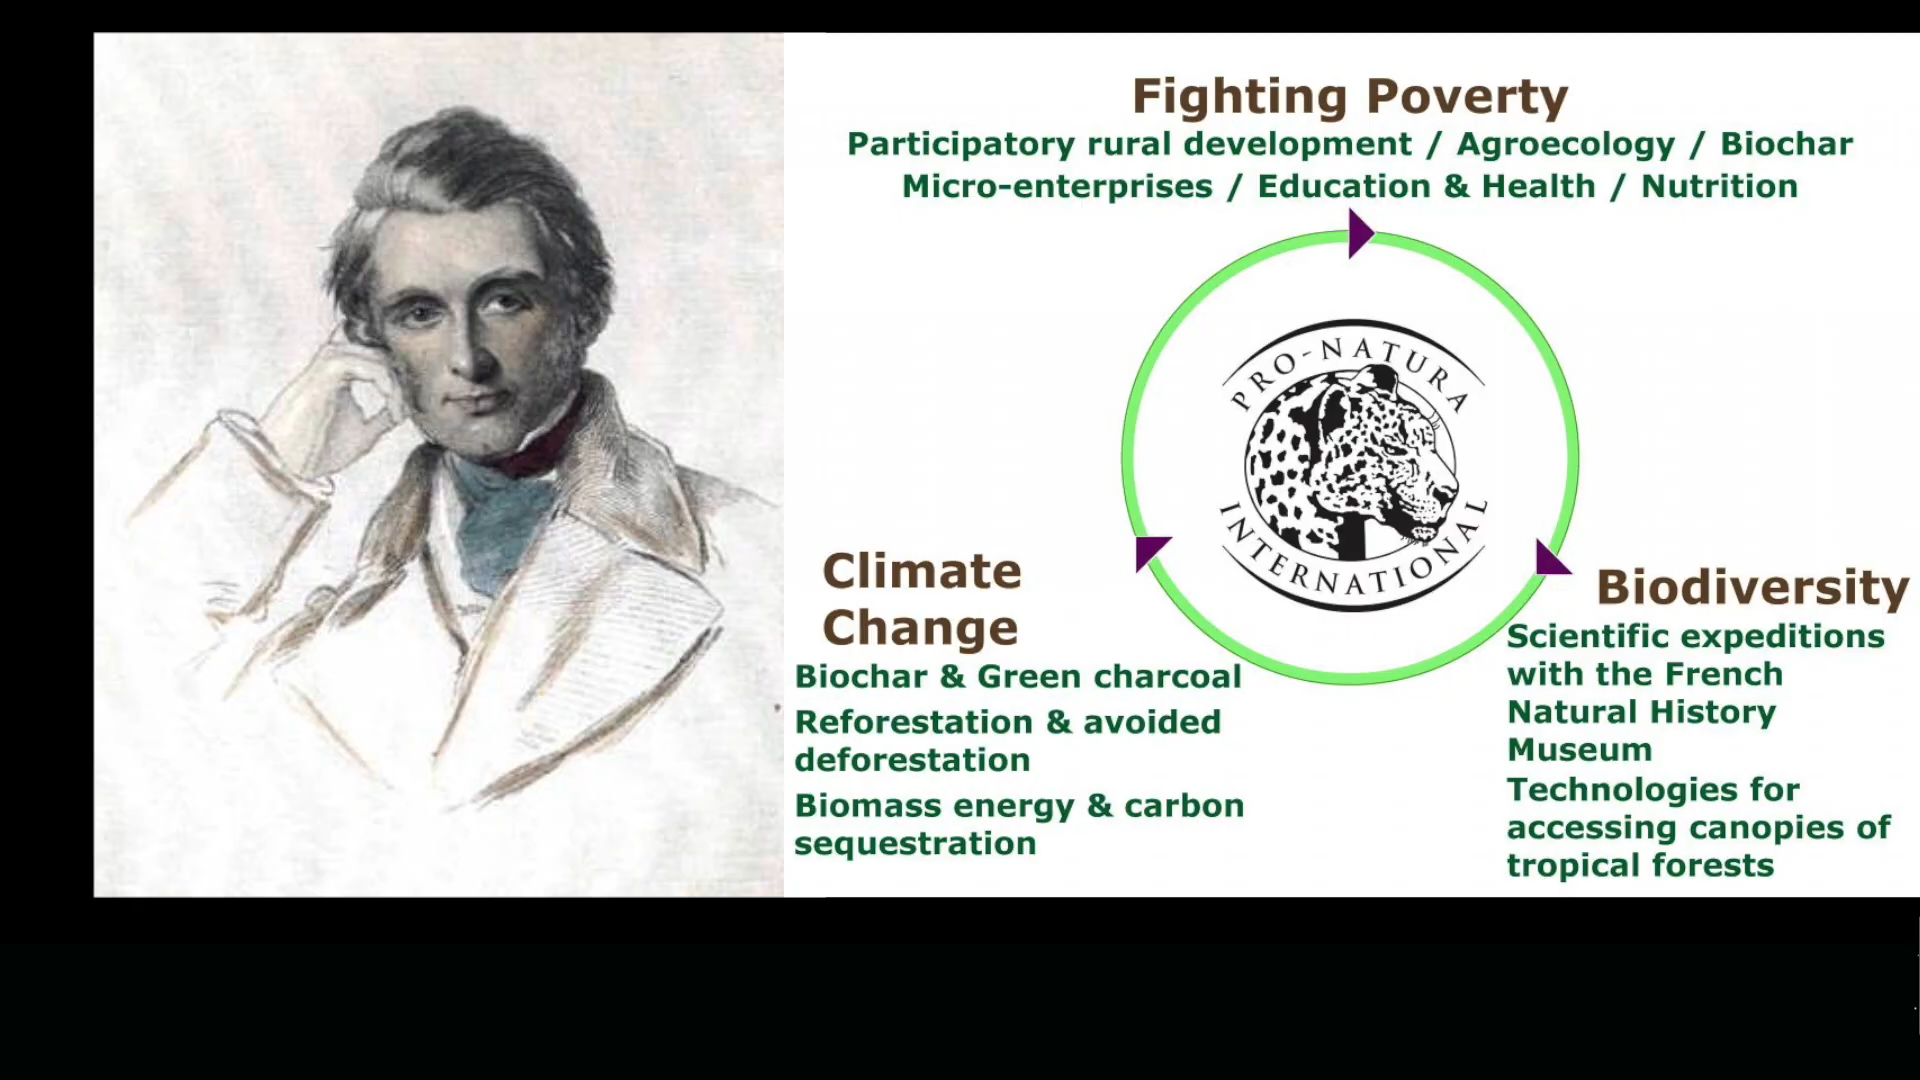 Fighting Poverty
Participatory rural development / Agroecology / Biochar
Micro-enterprises / Education & Health / Nutrition
PRO-NATURA
INTERNATIONAL
Climate
Change
Biochar & Green charcoal
Reforestation & avoided
deforestation
Biomass energy & carbon
sequestration
Biodiversity
Scientific expeditions
with the French
Natural History
Museum
Technologies for
accessing canopies of
tropical forests